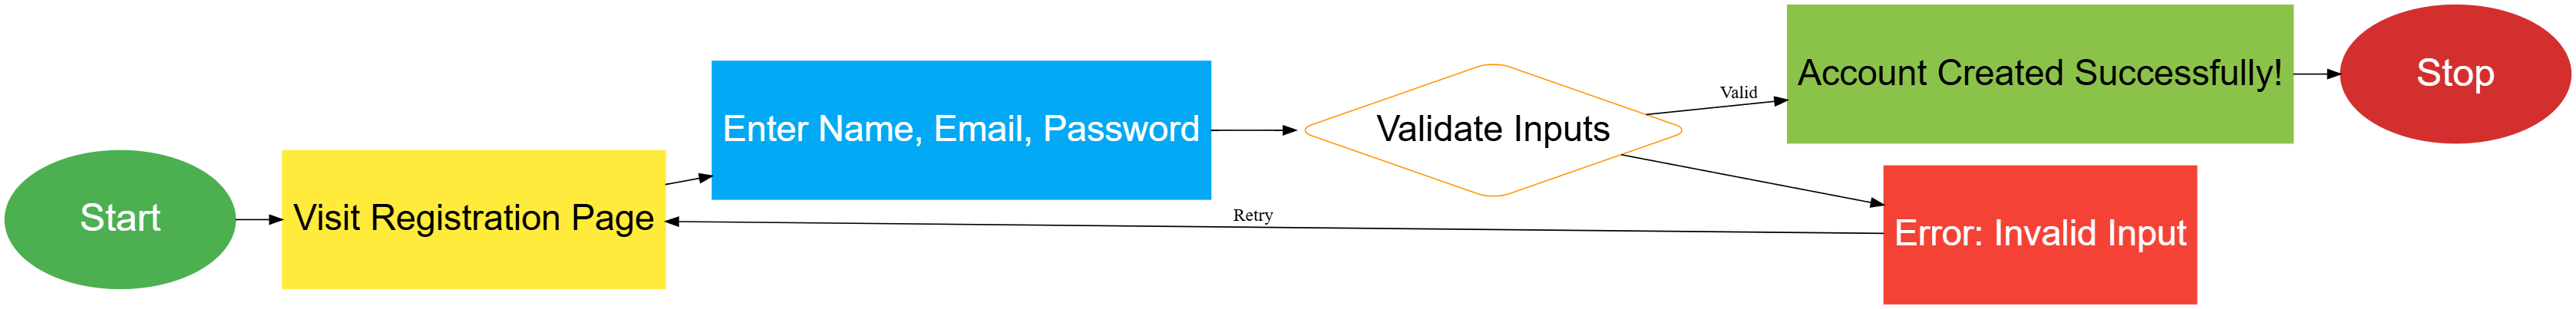 Start
Visit Registration Page
Enter Name, Email, Password
Validate Inputs
Valid
Account Created Successfully!
Stop
Error: Invalid Input
Retry